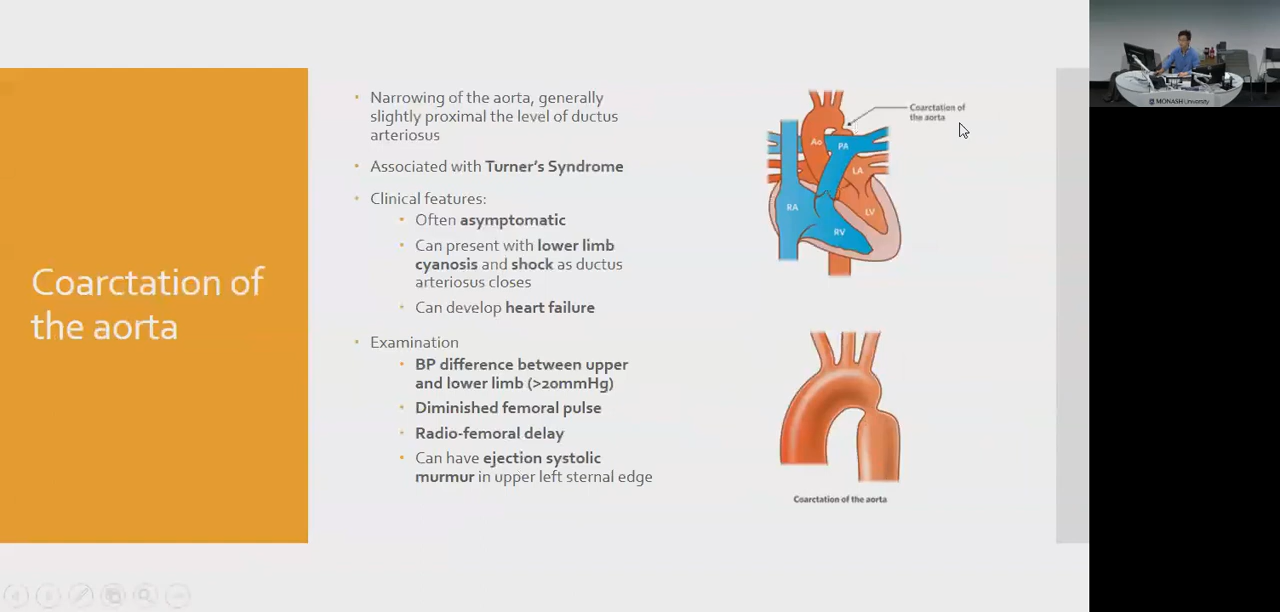 Coarctation of
the aorta
Narrowing of the aorta, generally
slightly proximal the level of ductus
arteriosus
Associated with Turner's Syndrome
Clinical features:
Often asymptomatic
Can present with lower limb
cyanosis and shock as ductus
arteriosus closes
Can develop heart failure
Examination
BP difference between upper
and lower limb (>20mmHg)
Diminished femoral pulse
Radio-femoral delay
Can have ejection systolic
murmur in upper left sternal edge
Coarctation of
the aorta
Ao
PA
LA
RA
LV
RV
Coarctation of the aorta
MONASH University